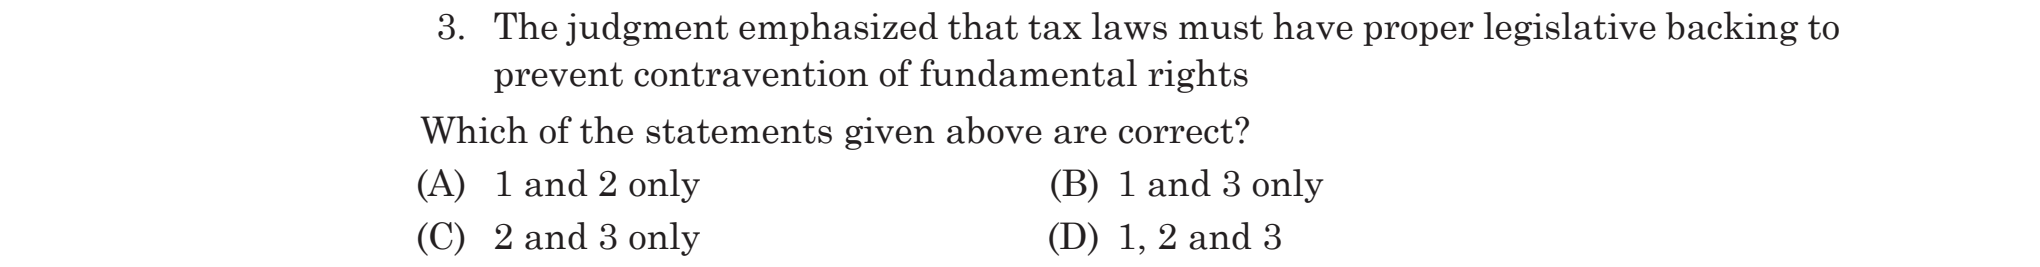 3. The judgment emphasized that tax laws must have proper legislative backing to
prevent contravention of fundamental rights
Which of the statements given above are correct?
(A) 1 and 2 only (B) 1 and 3 only
(C) 2 and 3 only (D) 1, 2 and 3